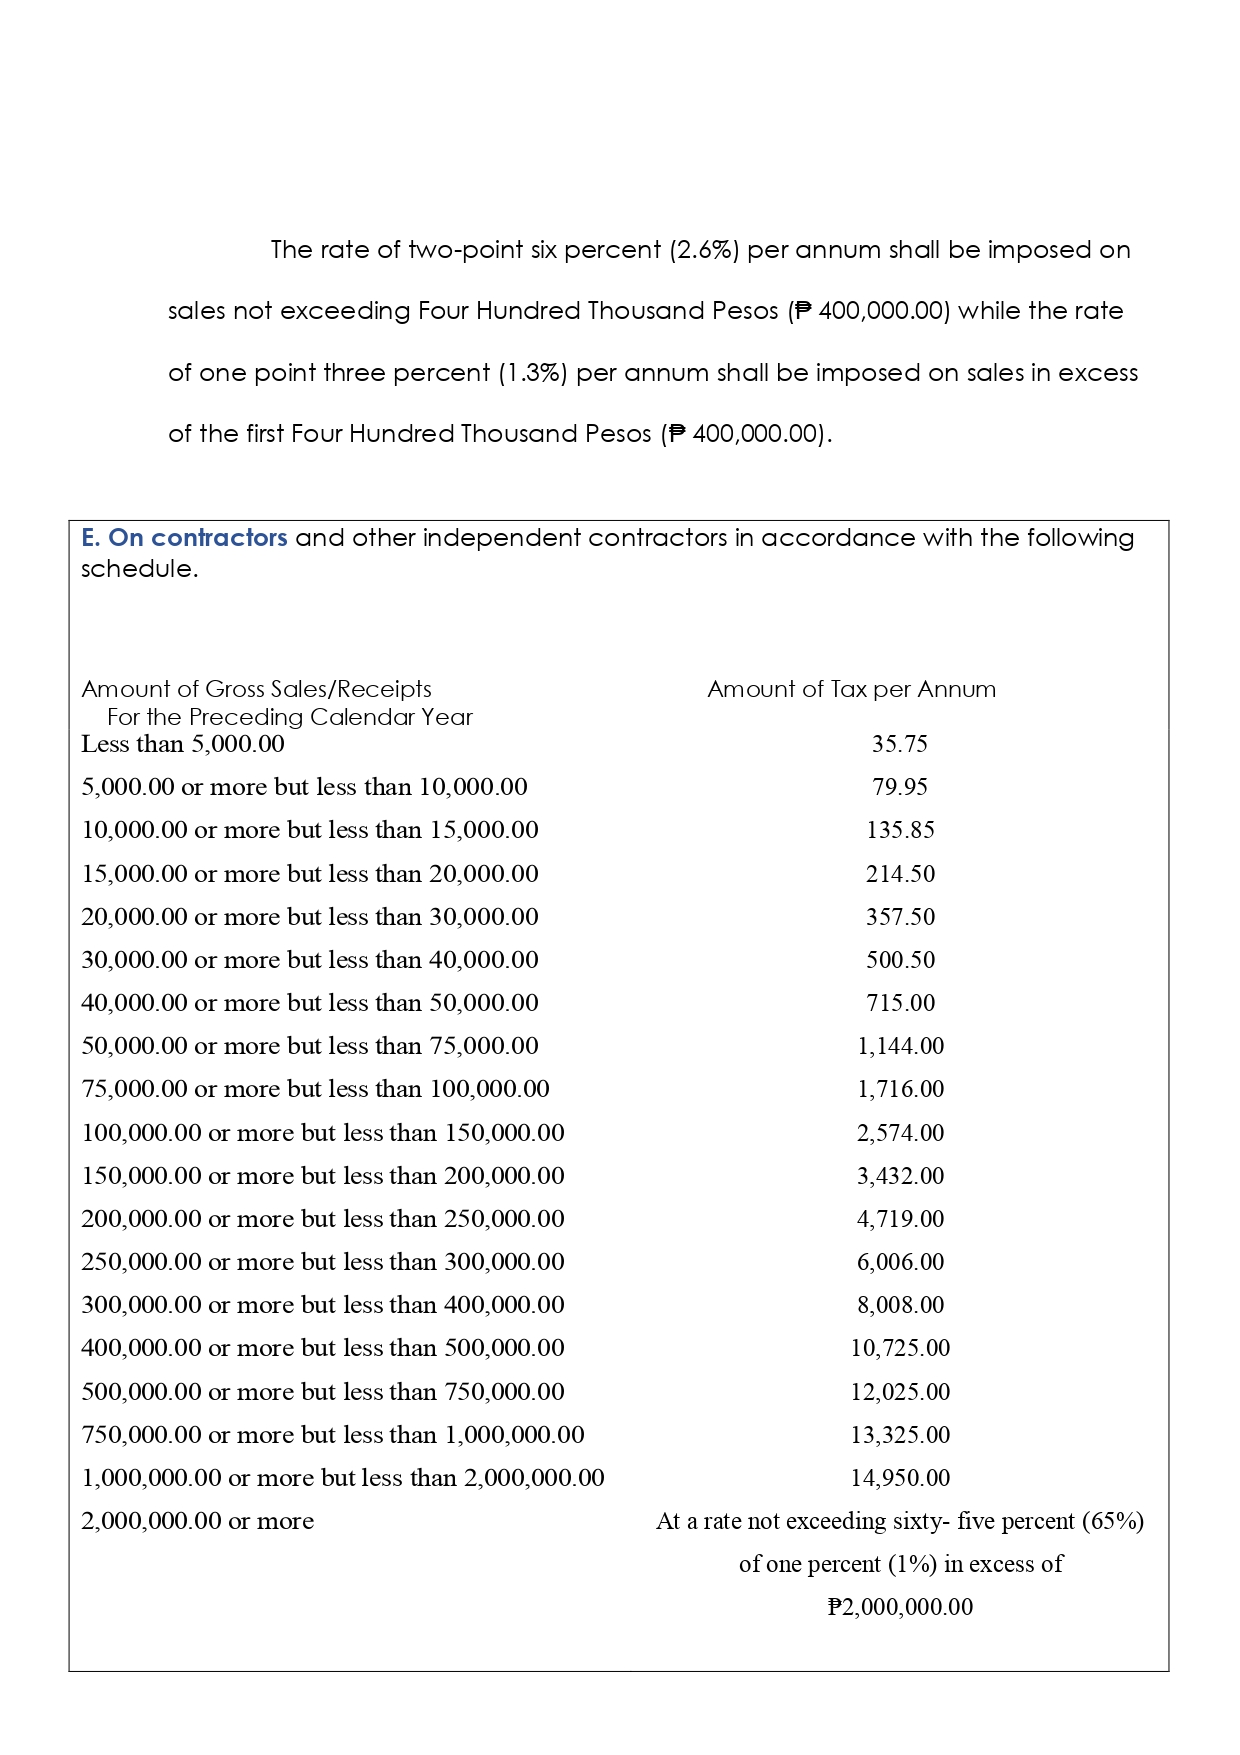 The rate of two-point six percent (2.6%) per annum shall be imposed on
sales not exceeding Four Hundred Thousand Pesos (₱ 400,000.00) while the rate
of one point three percent (1.3%) per annum shall be imposed on sales in excess
of the first Four Hundred Thousand Pesos (₱ 400,000.00).
E. On contractors and other independent contractors in accordance with the following
schedule.
Amount of Gross Sales/Receipts Amount of Tax per Annum
For the Preceding Calendar Year
Less than 5,000.00 35.75
5,000.00 or more but less than 10,000.00 79.95
10,000.00 or more but less than 15,000.00 135.85
15,000.00 or more but less than 20,000.00 214.50
20,000.00 or more but less than 30,000.00 357.50
30,000.00 or more but less than 40,000.00 500.50
40,000.00 or more but less than 50,000.00 715.00
50,000.00 or more but less than 75,000.00 1,144.00
75,000.00 or more but less than 100,000.00 1,716.00
100,000.00 or more but less than 150,000.00 2,574.00
150,000.00 or more but less than 200,000.00 3,432.00
200,000.00 or more but less than 250,000.00 4,719.00
250,000.00 or more but less than 300,000.00 6,006.00
300,000.00 or more but less than 400,000.00 8,008.00
400,000.00 or more but less than 500,000.00 10,725.00
500,000.00 or more but less than 750,000.00 12,025.00
750,000.00 or more but less than 1,000,000.00 13,325.00
1,000,000.00 or more but less than 2,000,000.00 14,950.00
2,000,000.00 or more At a rate not exceeding sixty- five percent (65%)
of one percent (1%) in excess of
₱2,000,000.00